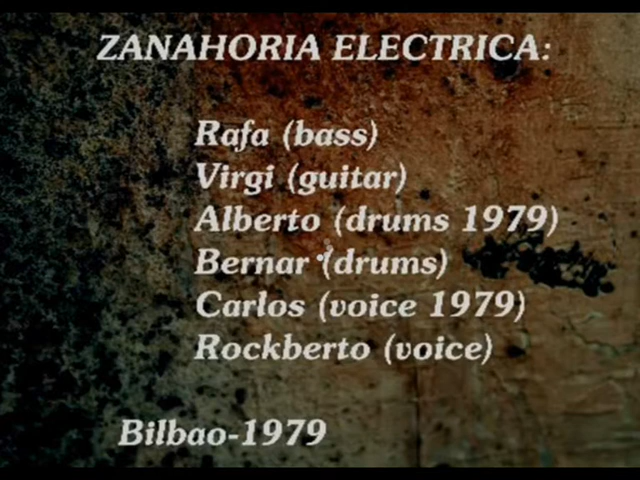 ZANAHORIA ELECTRICA:
Rafa (bass)
Virgi (guitar)
Alberto (drums 1979)
Bernar (drums)
Carlos (voice 1979)
Rockberto (voice)
Bilbao-1979